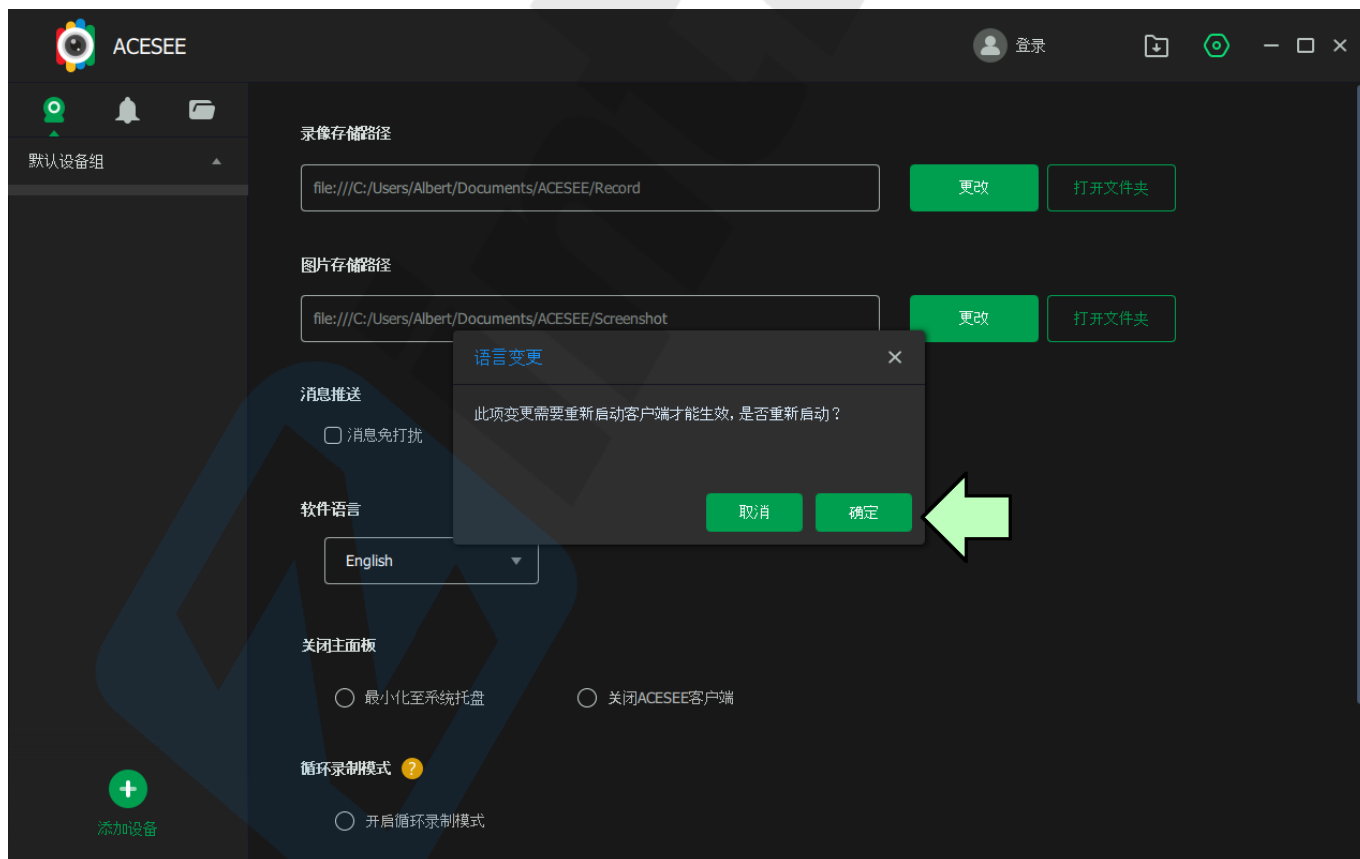 ACESEE
登录
默认设备组
录像存储路径
file:///C:/Users/Albert/Documents/ACESEE/Record
更改
打开文件夹
图片存储路径
file:///C:/Users/Albert/Documents/ACESEE/Screenshot
更改
打开文件夹
语言变更
此项变更需要重新启动客户端才能生效, 是否重新启动?
取消
确定
消息推送
消息免打扰
软件语言
English
关闭主面板
最小化至系统托盘
关闭ACESEE客户端
循环录制模式 ?
开启循环录制模式
添加设备